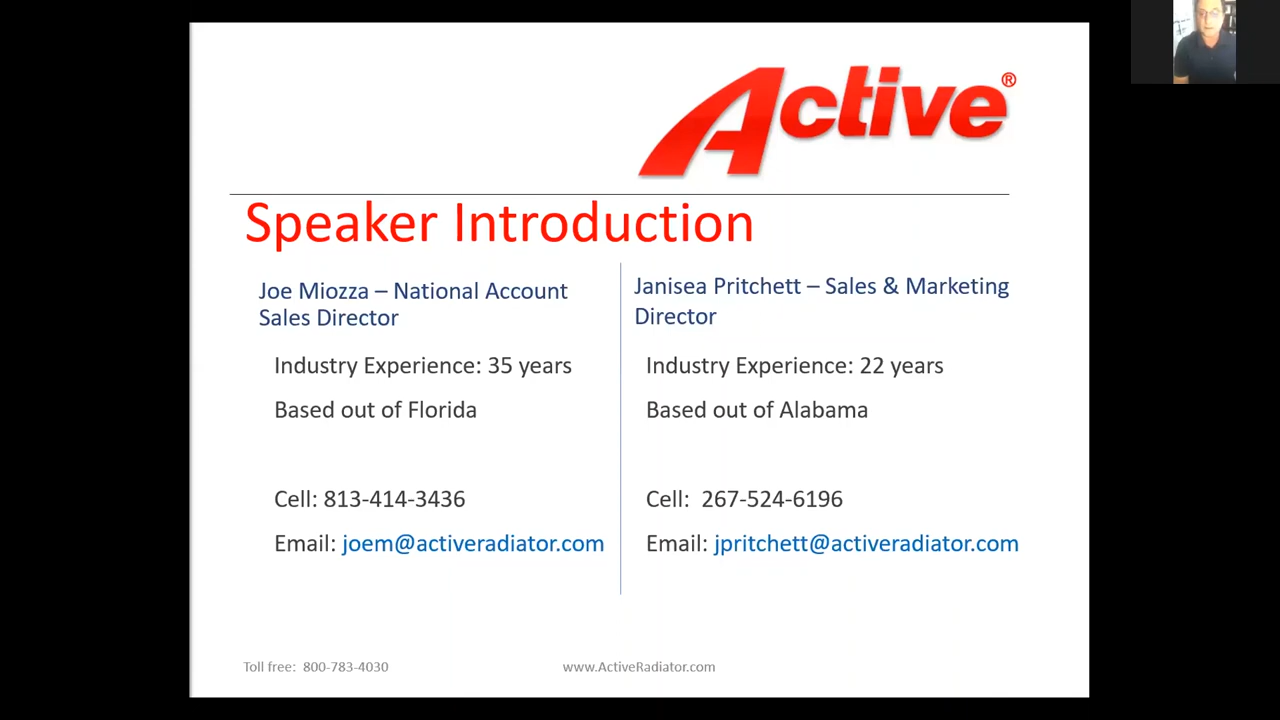 Active®
Speaker Introduction
Joe Miozza – National Account
Sales Director
Industry Experience: 35 years
Based out of Florida
Cell: 813-414-3436
Email: joem@activeradiator.com
Janisea Pritchett – Sales & Marketing
Director
Industry Experience: 22 years
Based out of Alabama
Cell:  267-524-6196
Email: jpritchett@activeradiator.com
Toll free:  800-783-4030
www.ActiveRadiator.com